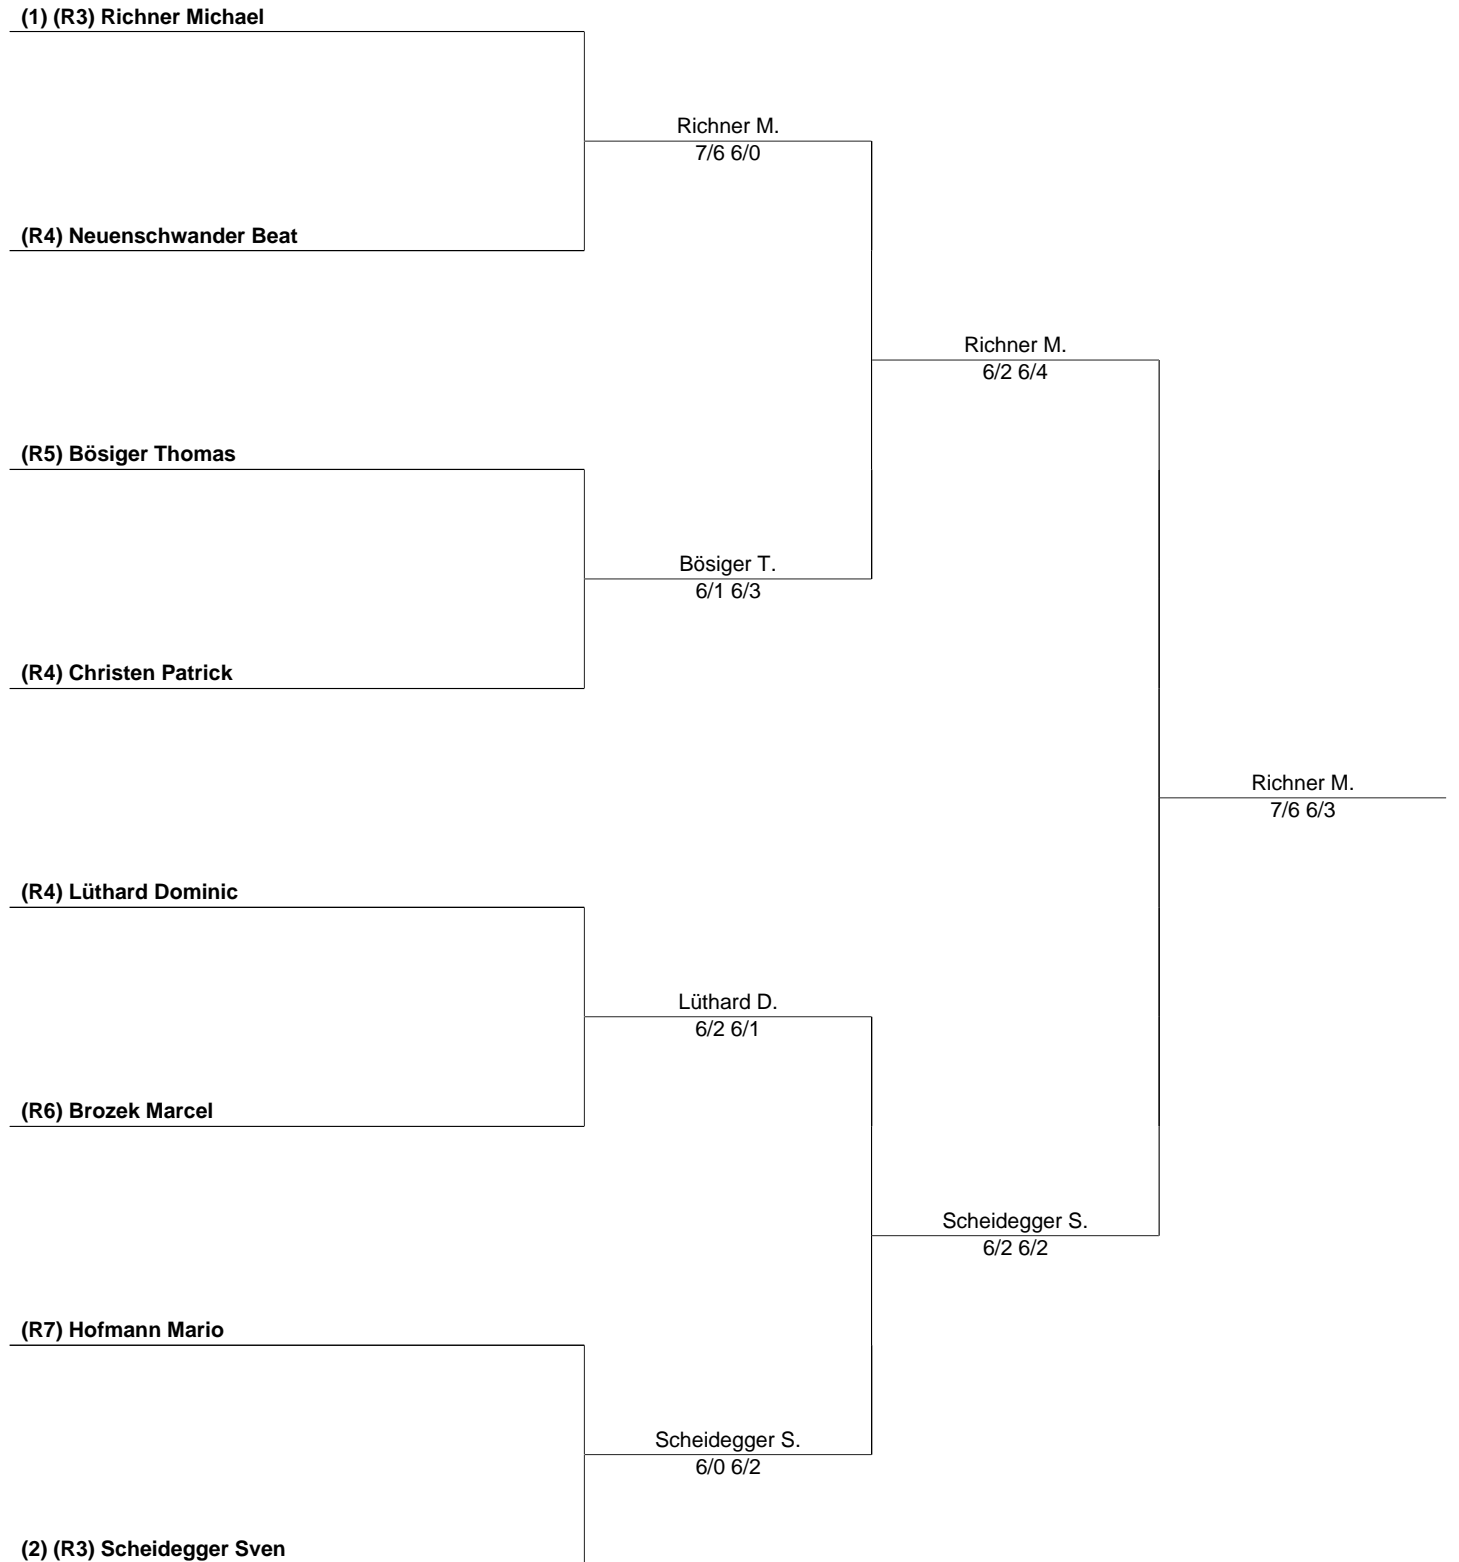 (1) (R3) Richner Michael
Richner M.
7/6 6/0
(R4) Neuenschwander Beat
Richner M.
6/2 6/4
(R5) Bösiger Thomas
Bösiger T.
6/1 6/3
(R4) Christen Patrick
Richner M.
7/6 6/3
(R4) Lüthard Dominic
Lüthard D.
6/2 6/1
(R6) Brozek Marcel
Scheidegger S.
6/2 6/2
(R7) Hofmann Mario
Scheidegger S.
6/0 6/2
(2) (R3) Scheidegger Sven